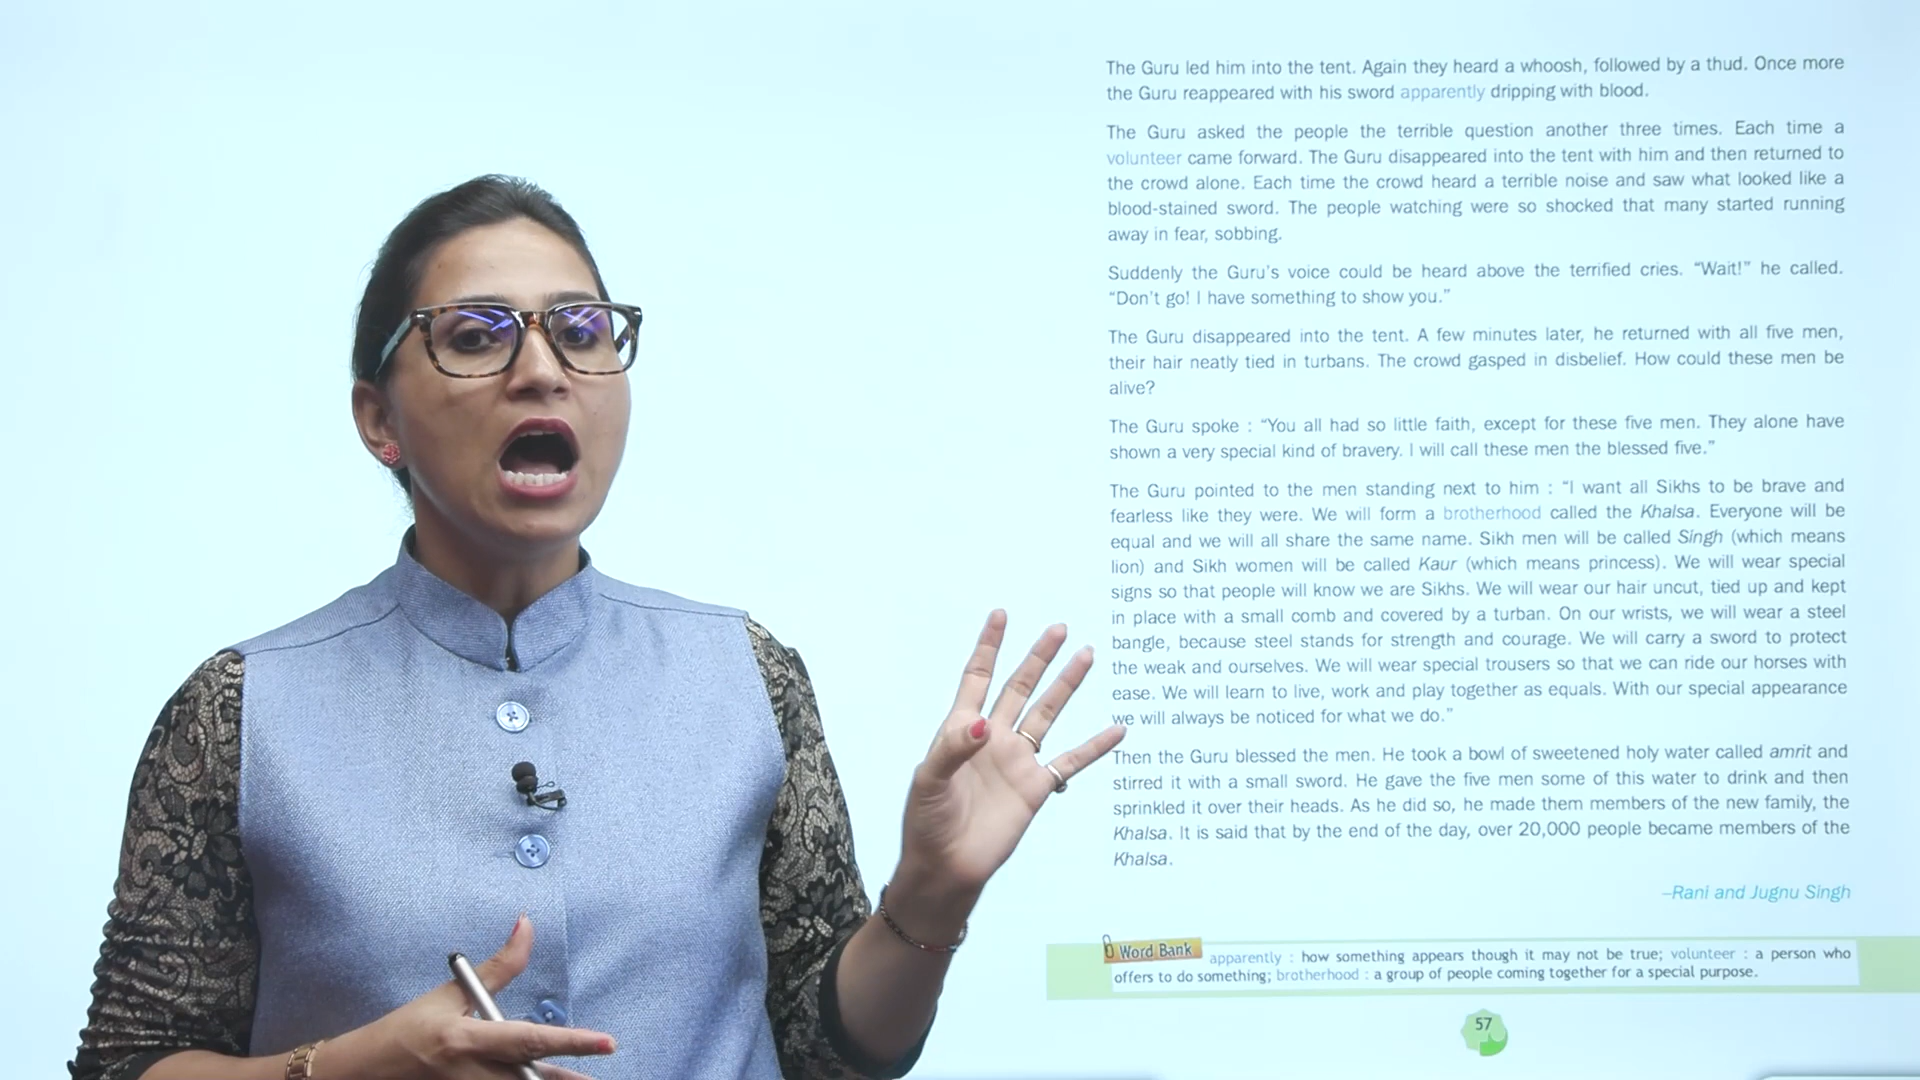 The Guru led him into the tent. Again they heard a whoosh, followed by a thud. Once more
the Guru reappeared with his sword apparently dripping with blood.
The Guru asked the people the terrible question another three times. Each time a
volunteer came forward. The Guru disappeared into the tent with him and then returned to
the crowd alone. Each time the crowd heard a terrible noise and saw what looked like a
blood-stained sword. The people watching were so shocked that many started running
away in fear, sobbing.
Suddenly the Guru's voice could be heard above the terrified cries. “Wait!” he called.
“Don't go! I have something to show you.”
The Guru disappeared into the tent. A few minutes later, he returned with all five men,
their hair neatly tied in turbans. The crowd gasped in disbelief. How could these men be
alive?
The Guru spoke : “You all had so little faith, except for these five men. They alone have
shown a very special kind of bravery. I will call these men the blessed five.”
The Guru pointed to the men standing next to him : “I want all Sikhs to be brave and
fearless like they were. We will form a brotherhood called the Khalsa. Everyone will be
equal and we will all share the same name. Sikh men will be called Singh (which means
lion) and Sikh women will be called Kaur (which means princess). We will wear special
signs so that people will know we are Sikhs. We will wear our hair uncut, tied up and kept
in place with a small comb and covered by a turban. On our wrists, we will wear a steel
bangle, because steel stands for strength and courage. We will carry a sword to protect
the weak and ourselves. We will wear special trousers so that we can ride our horses with
ease. We will learn to live, work and play together as equals. With our special appearance
we will always be noticed for what we do.”
Then the Guru blessed the men. He took a bowl of sweetened holy water called amrit and
stirred it with a small sword. He gave the five men some of this water to drink and then
sprinkled it over their heads. As he did so, he made them members of the new family, the
Khalsa. It is said that by the end of the day, over 20,000 people became members of the
Khalsa.
–Rani and Jugnu Singh
Word Bank apparently : how something appears though it may not be true; volunteer : a person who
offers to do something; brotherhood : a group of people coming together for a special purpose.
57